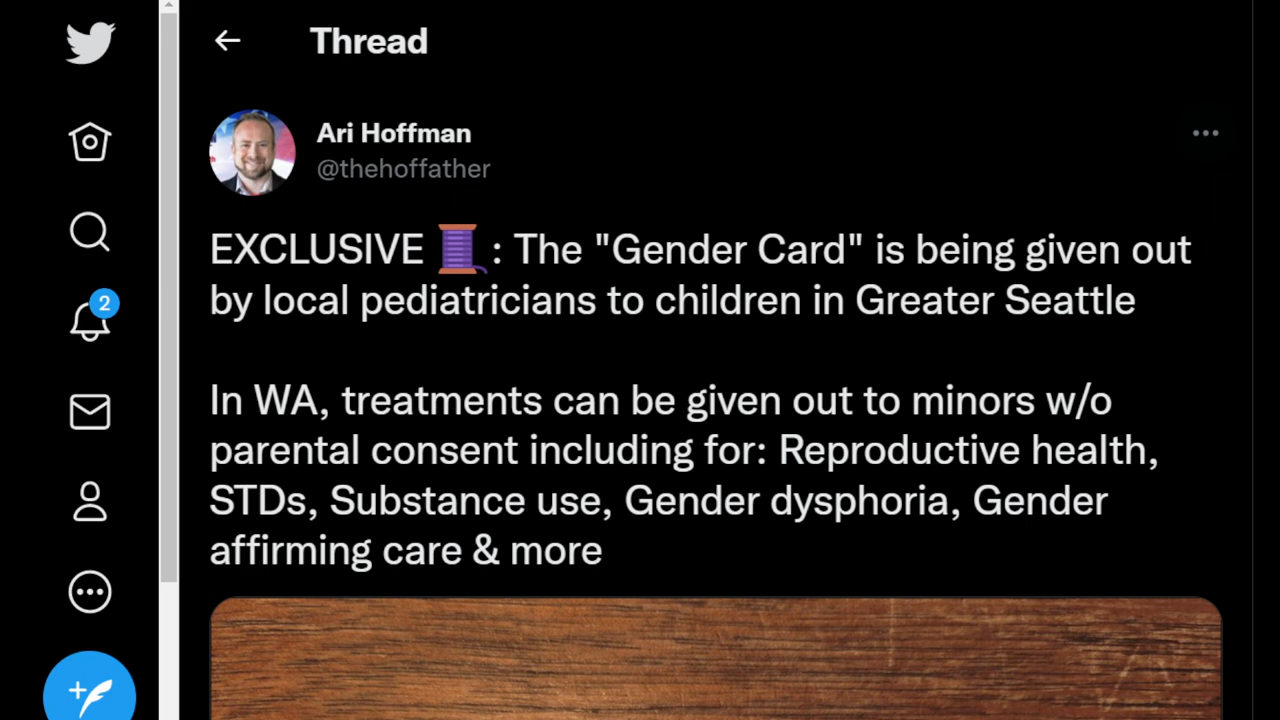 Thread
Ari Hoffman
@thehoffather
EXCLUSIVE 🧵: The "Gender Card" is being given out
by local pediatricians to children in Greater Seattle
In WA, treatments can be given out to minors w/o
parental consent including for: Reproductive health,
STDs, Substance use, Gender dysphoria, Gender
affirming care & more
2